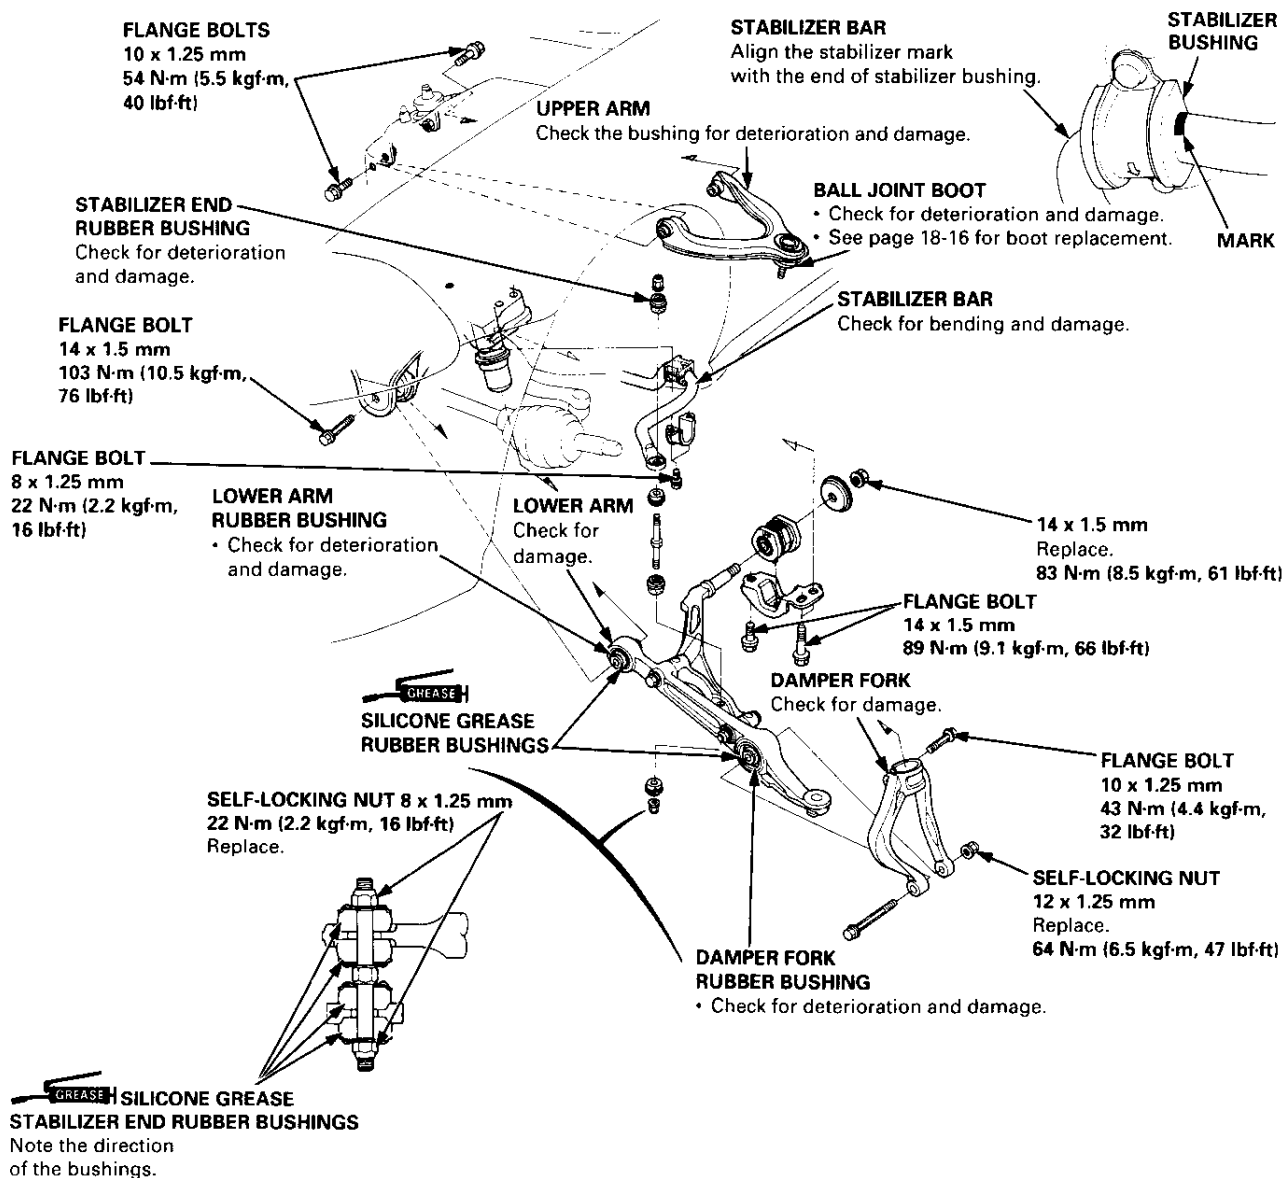 FLANGE BOLTS
10 x 1.25 mm
54 N·m (5.5 kgf·m,
40 lbf·ft)
STABILIZER BAR
Align the stabilizer mark
with the end of stabilizer bushing.
STABILIZER
BUSHING
MARK
UPPER ARM
Check the bushing for deterioration and damage.
BALL JOINT BOOT
• Check for deterioration and damage.
• See page 18-16 for boot replacement.
STABILIZER END
RUBBER BUSHING
Check for deterioration
and damage.
STABILIZER BAR
Check for bending and damage.
FLANGE BOLT
14 x 1.5 mm
103 N·m (10.5 kgf·m,
76 lbf·ft)
FLANGE BOLT
8 x 1.25 mm
22 N·m (2.2 kgf·m,
16 lbf·ft)
LOWER ARM
RUBBER BUSHING
• Check for deterioration
and damage.
LOWER ARM
Check for
damage.
14 x 1.5 mm
Replace.
83 N·m (8.5 kgf·m, 61 lbf·ft)
FLANGE BOLT
14 x 1.5 mm
89 N·m (9.1 kgf·m, 66 lbf·ft)
GREASE
SILICONE GREASE
RUBBER BUSHINGS
DAMPER FORK
Check for damage.
FLANGE BOLT
10 x 1.25 mm
43 N·m (4.4 kgf·m,
32 lbf·ft)
SELF-LOCKING NUT 8 x 1.25 mm
22 N·m (2.2 kgf·m, 16 lbf·ft)
Replace.
SELF-LOCKING NUT
12 x 1.25 mm
Replace.
64 N·m (6.5 kgf·m, 47 lbf·ft)
DAMPER FORK
RUBBER BUSHING
• Check for deterioration and damage.
GREASE SILICONE GREASE
STABILIZER END RUBBER BUSHINGS
Note the direction
of the bushings.